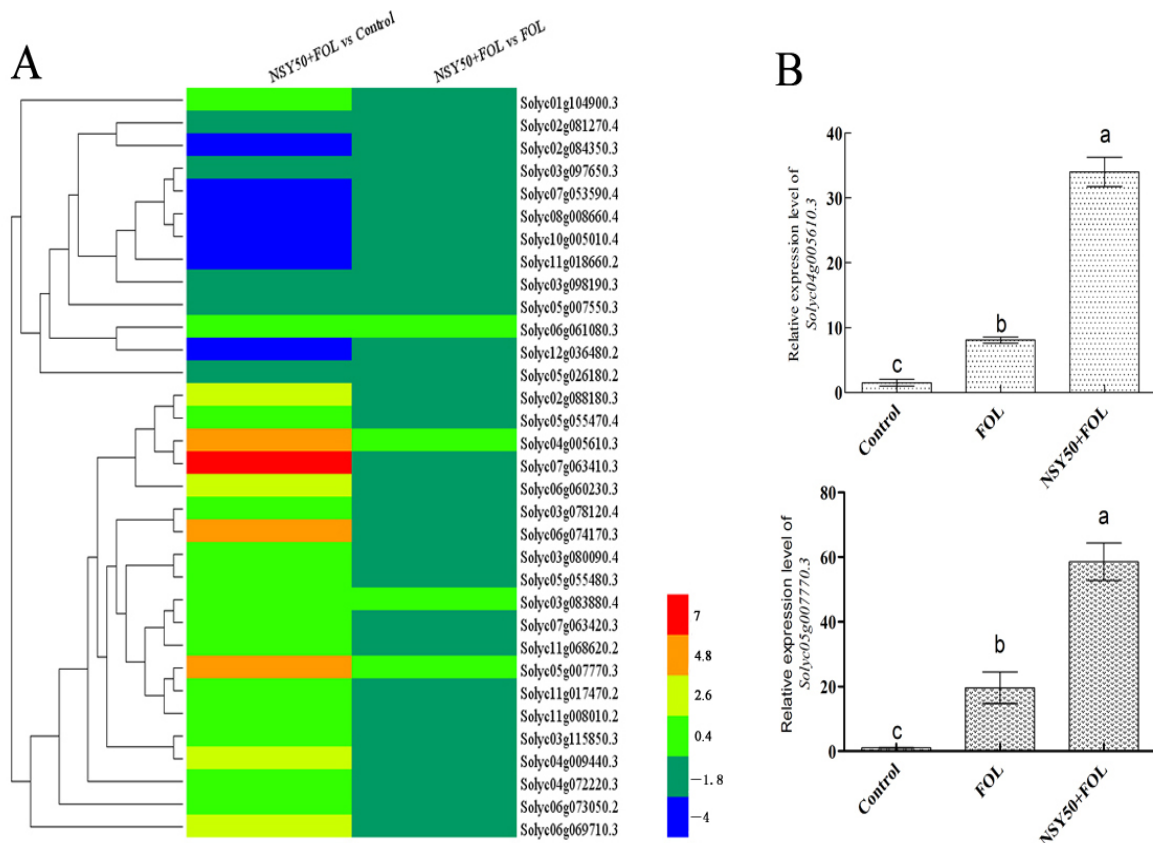 A
NSY50+FOL vs Control
NSY50+FOL vs FOL
Solyc01g104900.3
Solyc02g081270.4
Solyc02g084350.3
Solyc03g097650.3
Solyc07g053590.4
Solyc08g008660.4
Solyc10g005010.4
Solyc11g018660.2
Solyc03g098190.3
Solyc05g007550.3
Solyc06g061080.3
Solyc12g036480.2
Solyc05g026180.2
Solyc02g088180.3
Solyc05g055470.4
Solyc04g005610.3
Solyc07g063410.3
Solyc06g060230.3
Solyc03g078120.4
Solyc06g074170.3
Solyc03g080090.4
Solyc05g055480.3
Solyc03g083880.4
Solyc07g063420.3
Solyc11g068620.2
Solyc05g007770.3
Solyc11g017470.2
Solyc11g008010.2
Solyc03g115850.3
Solyc04g009440.3
Solyc04g072220.3
Solyc06g073050.2
Solyc06g069710.3
7
4.8
2.6
0.4
−1.8
−4
B
Relative expression level of
Solyc04g005610.3
40
30
20
10
0
c
b
a
Control
FOL
NSY50+FOL
Relative expression level of
Solyc05g007770.3
80
60
40
20
0
c
b
a
Control
FOL
NSY50+FOL